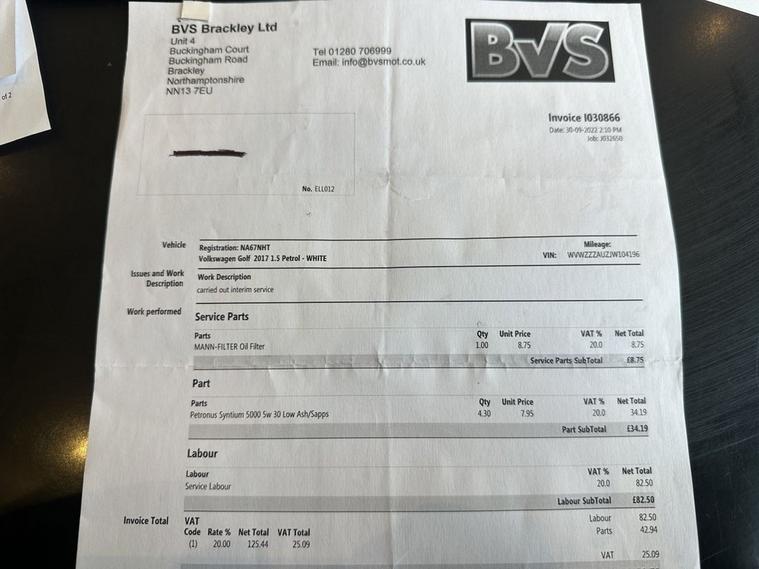 of 2
BVS Brackley Ltd
Unit 4
Buckingham Court
Buckingham Road
Brackley
Northamptonshire
NN13 7EU
Tel 01280 706999
Email: info@bvsmot.co.uk
BVS
Invoice I030866
Date: 30-09-2022 2:10 PM
Job: J032650
No. ELL012
Vehicle
Registration: NA67NHT
Volkswagen Golf 2017 1.5 Petrol - WHITE
Mileage:
VIN: WVWZZZAUZJW104196
Issues and Work Description
Work Description
carried out interim service
Work performed
Service Parts
Parts Qty Unit Price VAT % Net Total
MANN-FILTER Oil Filter 1.00 8.75 20.0 8.75
Service Parts SubTotal £8.75
Part
Parts Qty Unit Price VAT % Net Total
Petronus Syntium 5000 5w 30 Low Ash/Sapps 4.30 7.95 20.0 34.19
Part SubTotal £34.19
Labour
Labour VAT % Net Total
Service Labour 20.0 82.50
Labour SubTotal £82.50
Invoice Total
VAT
Code Rate % Net Total VAT Total
(1) 20.00 125.44 25.09
Labour 82.50
Parts 42.94
VAT 25.09